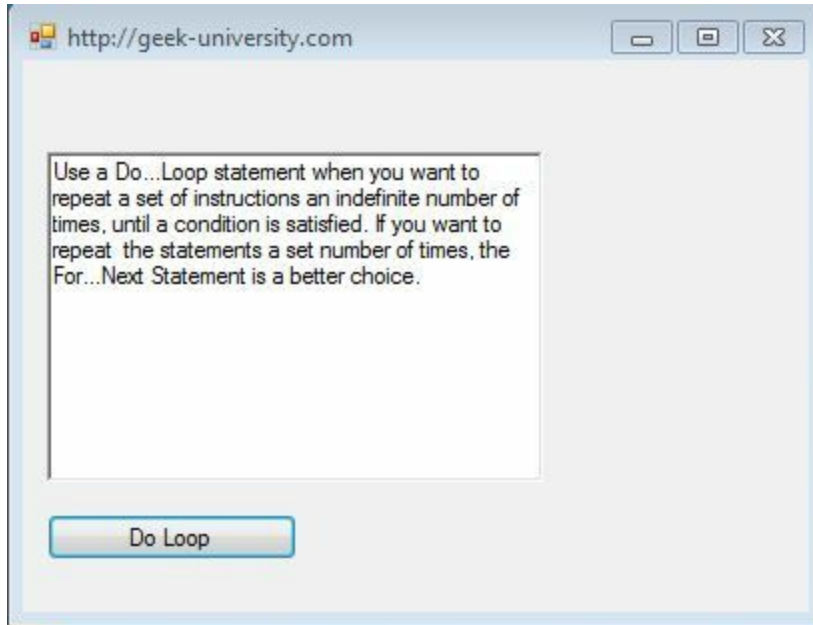 http://geek-university.com
Use a Do...Loop statement when you want to
repeat a set of instructions an indefinite number of
times, until a condition is satisfied. If you want to
repeat  the statements a set number of times, the
For...Next Statement is a better choice.
Do Loop